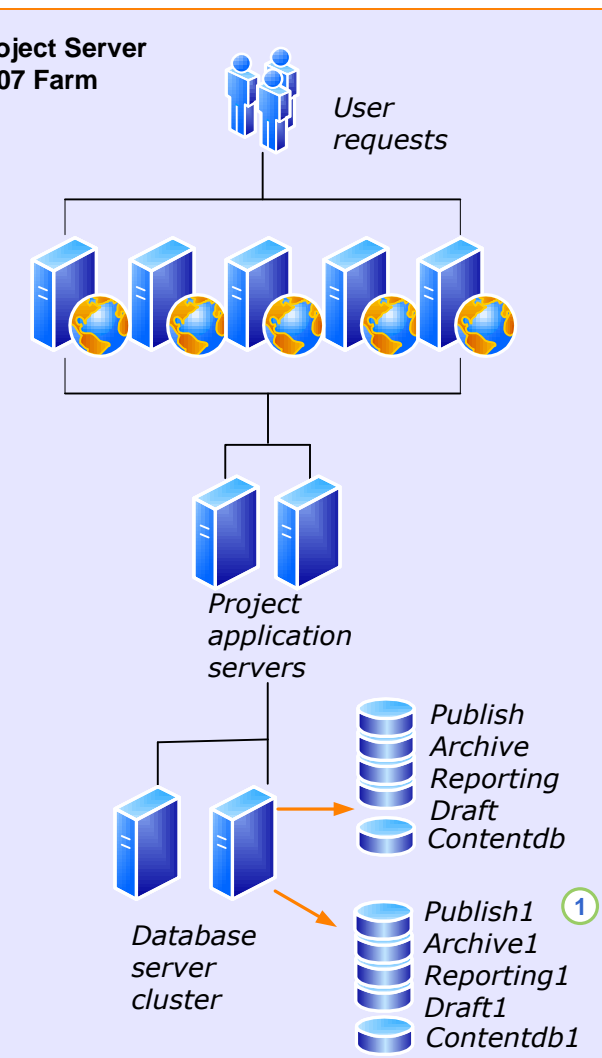 oject Server
07 Farm
User
requests
Project
application
servers
Publish
Archive
Reporting
Draft
Contentdb
Database
server
cluster
Publish1
1
Archive1
Reporting1
Draft1
Contentdb1